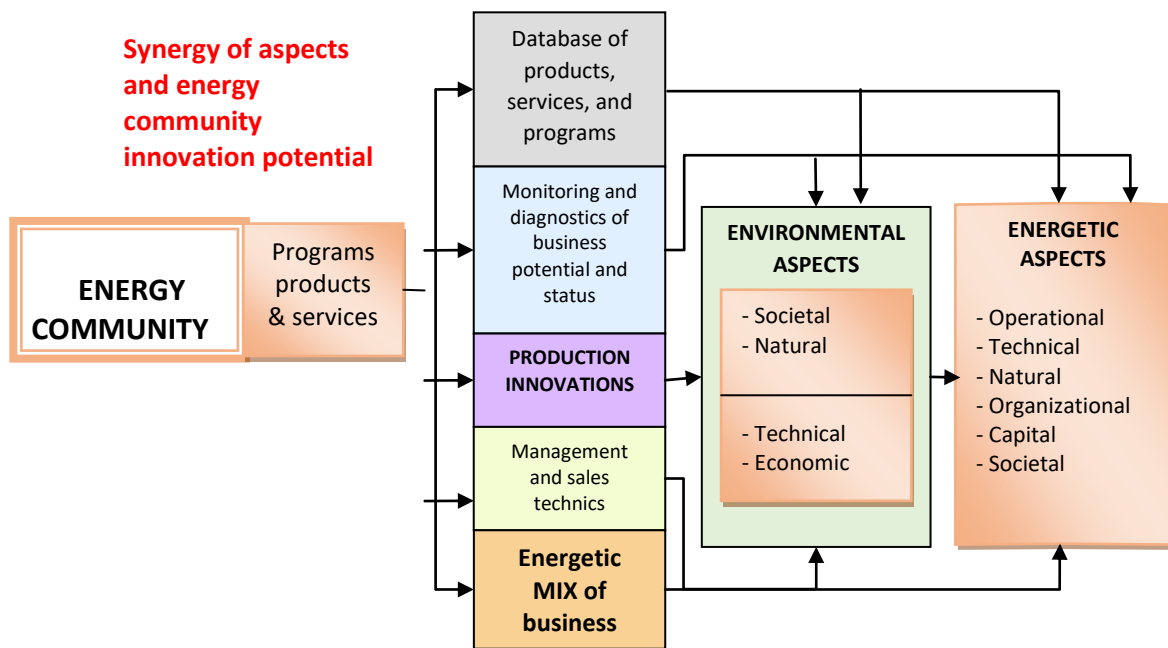 Synergy of aspects
and energy
community
innovation potential
ENERGY
COMMUNITY
Programs
products
& services
Database of
products,
services, and
programs
Monitoring and
diagnostics of
business
potential and
status
PRODUCTION
INNOVATIONS
Management
and sales
technics
Energetic
MIX of
business
ENVIRONMENTAL
ASPECTS
- Societal
- Natural
- Technical
- Economic
ENERGETIC
ASPECTS
- Operational
- Technical
- Natural
- Organizational
- Capital
- Societal